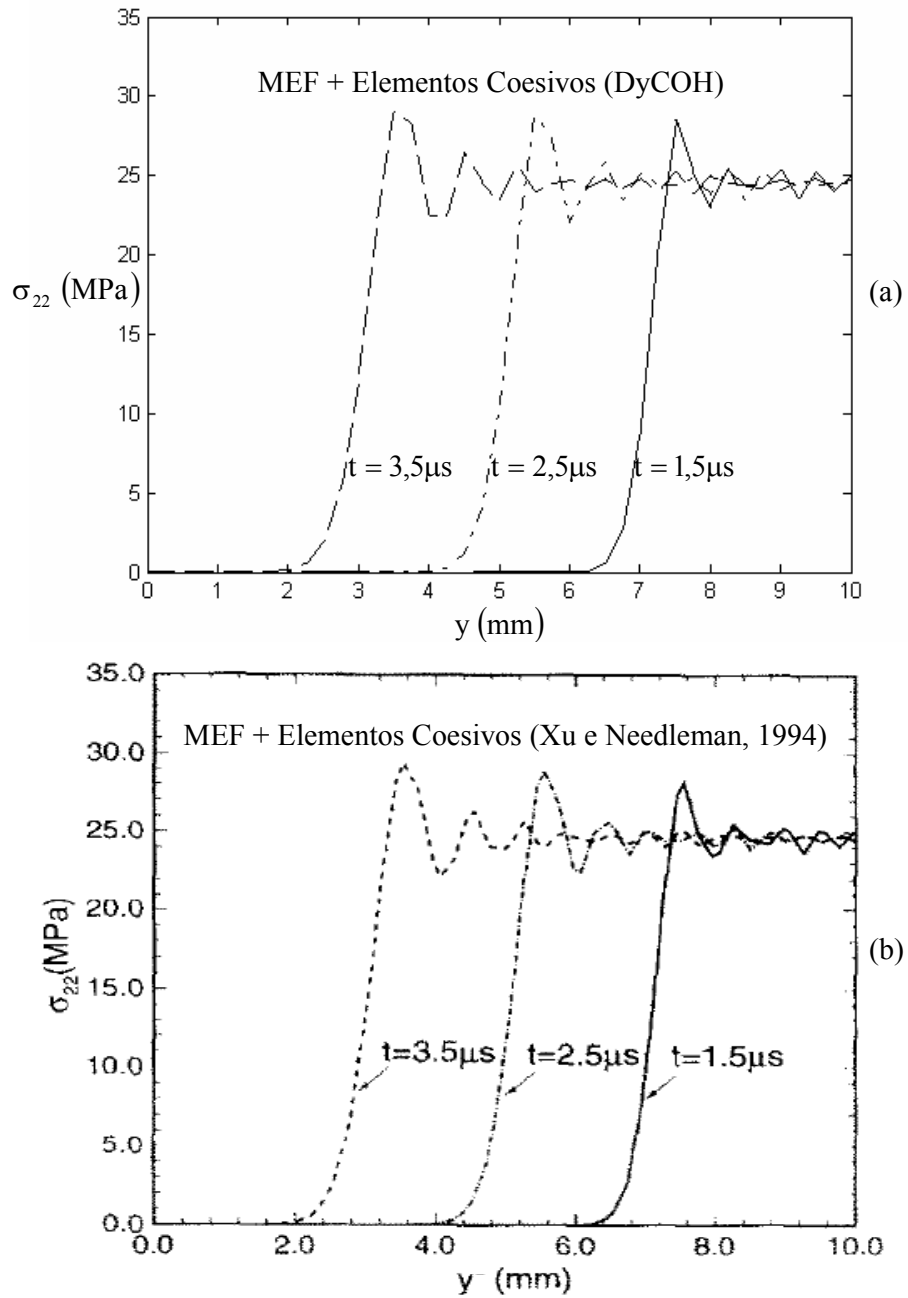 35
MEF + Elementos Coesivos (DyCOH)
30
25
20
σ₂₂ (MPa)
(a)
15
10
t = 3,5μs t = 2,5μs t = 1,5μs
5
0
0 1 2 3 4 5 6 7 8 9 10
y (mm)
35.0
MEF + Elementos Coesivos (Xu e Needleman, 1994)
30.0
25.0
20.0
σ₂₂(MPa)
(b)
15.0
t=3.5μs t=2.5μs t=1.5μs
10.0
5.0
0.0
0.0 2.0 4.0 6.0 8.0 10.0
y (mm)